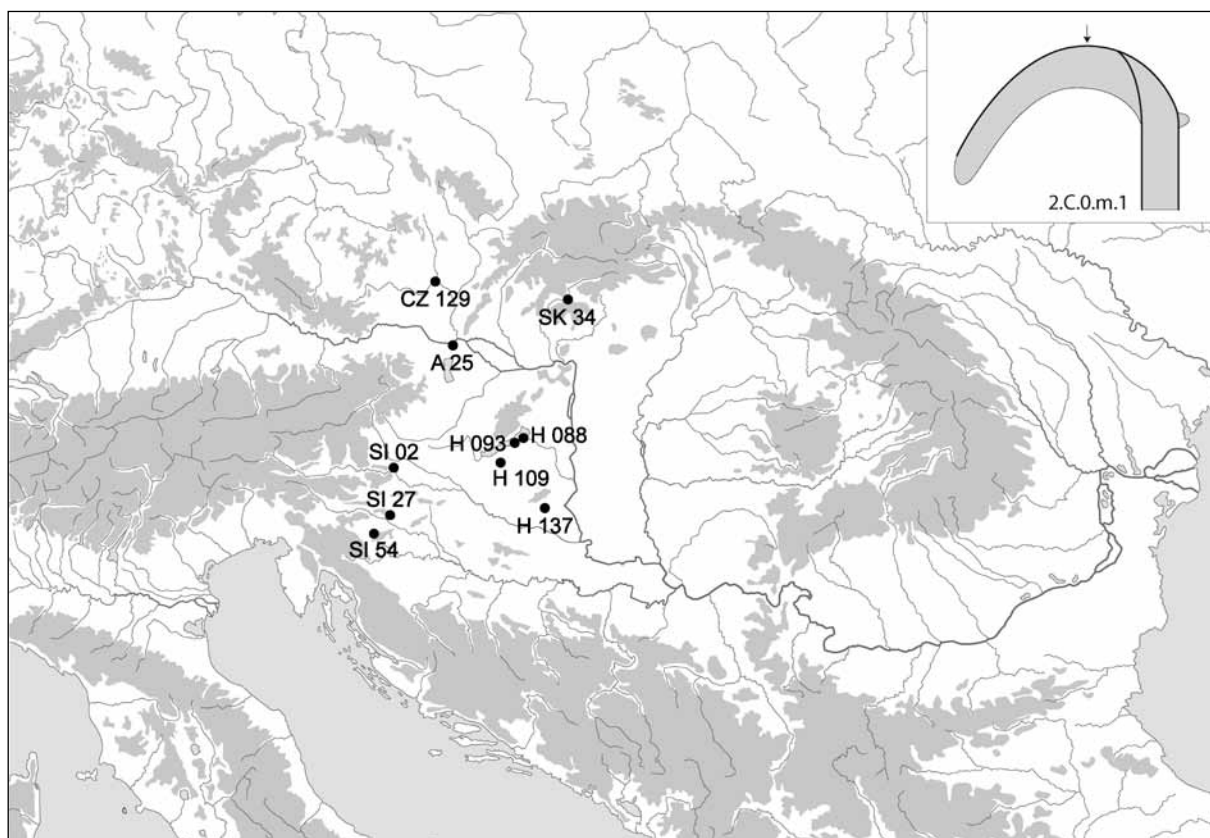 2.C.0.m.1
CZ 129
SK 34
A 25
H 093
H 088
SI 02
H 109
SI 27
H 137
SI 54